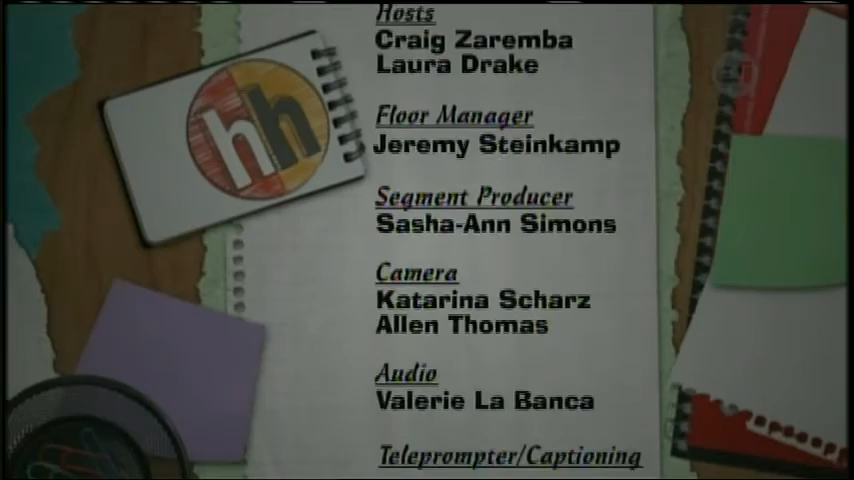 Hosts
Craig Zaremba
Laura Drake
hh
Floor Manager
Jeremy Steinkamp
Segment Producer
Sasha-Ann Simons
Camera
Katarina Scharz
Allen Thomas
Audio
Valerie La Banca
Teleprompter/Captioning